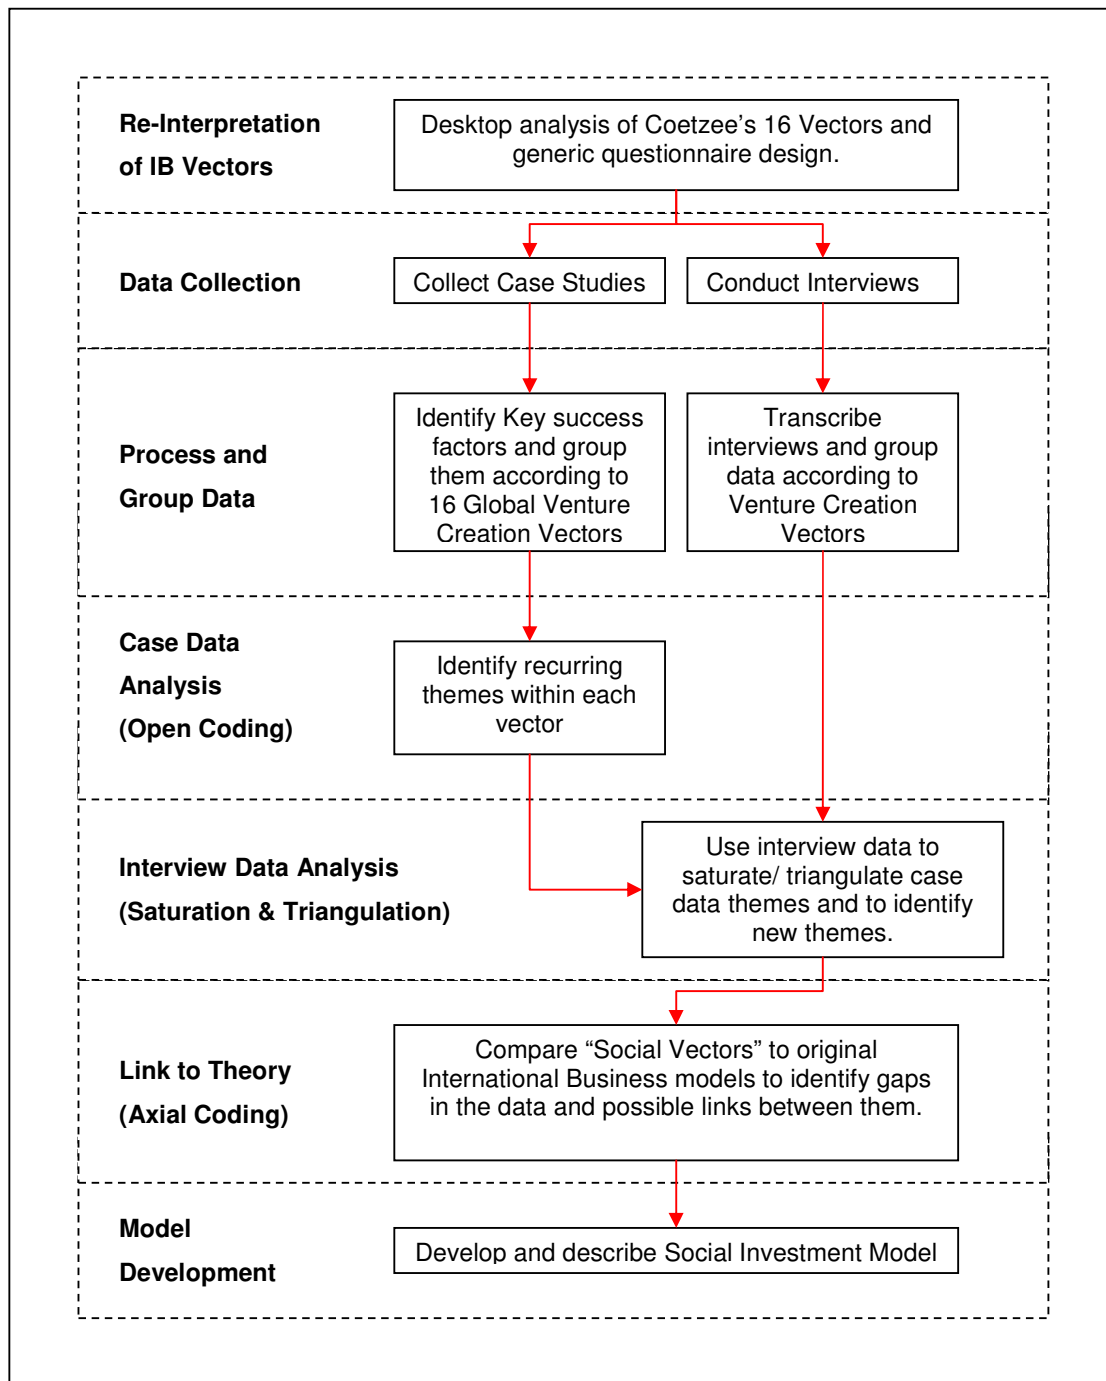 Re-Interpretation
of IB Vectors
Desktop analysis of Coetzee's 16 Vectors and
generic questionnaire design.
Data Collection
Collect Case Studies
Conduct Interviews
Process and
Group Data
Identify Key success
factors and group
them according to
16 Global Venture
Creation Vectors
Transcribe
interviews and group
data according to
Venture Creation
Vectors
Case Data
Analysis
(Open Coding)
Identify recurring
themes within each
vector
Interview Data Analysis
(Saturation & Triangulation)
Use interview data to
saturate/ triangulate case
data themes and to identify
new themes.
Link to Theory
(Axial Coding)
Compare “Social Vectors” to original
International Business models to identify gaps
in the data and possible links between them.
Model
Development
Develop and describe Social Investment Model